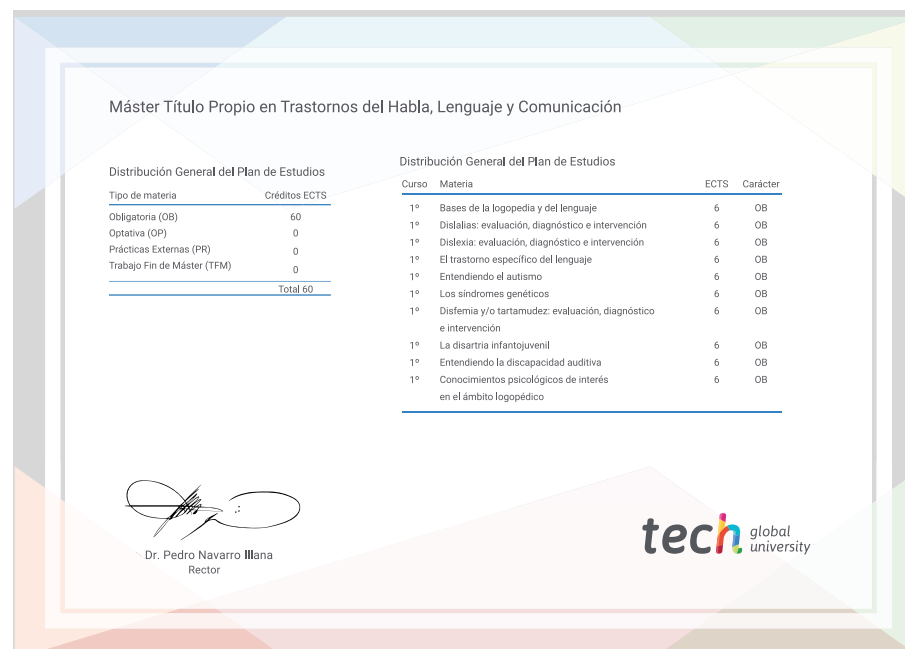 Máster Título Propio en Trastornos del Habla, Lenguaje y Comunicación
Distribución General del Plan de Estudios
Tipo de materia Créditos ECTS
Obligatoria (OB) 60
Optativa (OP) 0
Prácticas Externas (PR) 0
Trabajo Fin de Máster (TFM) 0
Total 60
Distribución General del Plan de Estudios
Curso Materia ECTS Carácter
1º Bases de la logopedia y del lenguaje 6 OB
1º Dislalias: evaluación, diagnóstico e intervención 6 OB
1º Dislexia: evaluación, diagnóstico e intervención 6 OB
1º El trastorno específico del lenguaje 6 OB
1º Entendiendo el autismo 6 OB
1º Los síndromes genéticos 6 OB
1º Disfemia y/o tartamudez: evaluación, diagnóstico 6 OB
e intervención
1º La disartria infantojuvenil 6 OB
1º Entendiendo la discapacidad auditiva 6 OB
1º Conocimientos psicológicos de interés 6 OB
en el ámbito logopédico
Dr. Pedro Navarro Illana
Rector
tech global
university